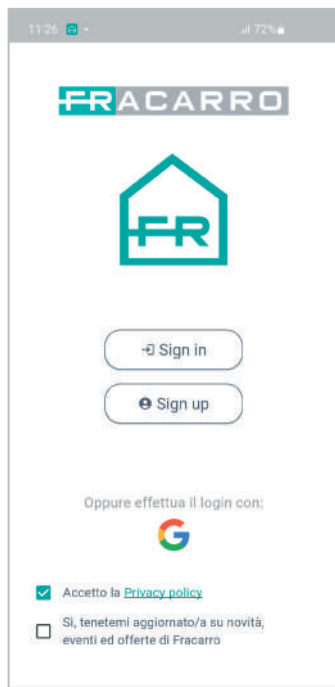 11:26
72%
FRACARRO
FR
Sign in
Sign up
Oppure effettua il login con:
G
Accetto la Privacy policy
Sì, tenetemi aggiornato/a su novità,
eventi ed offerte di Fracarro